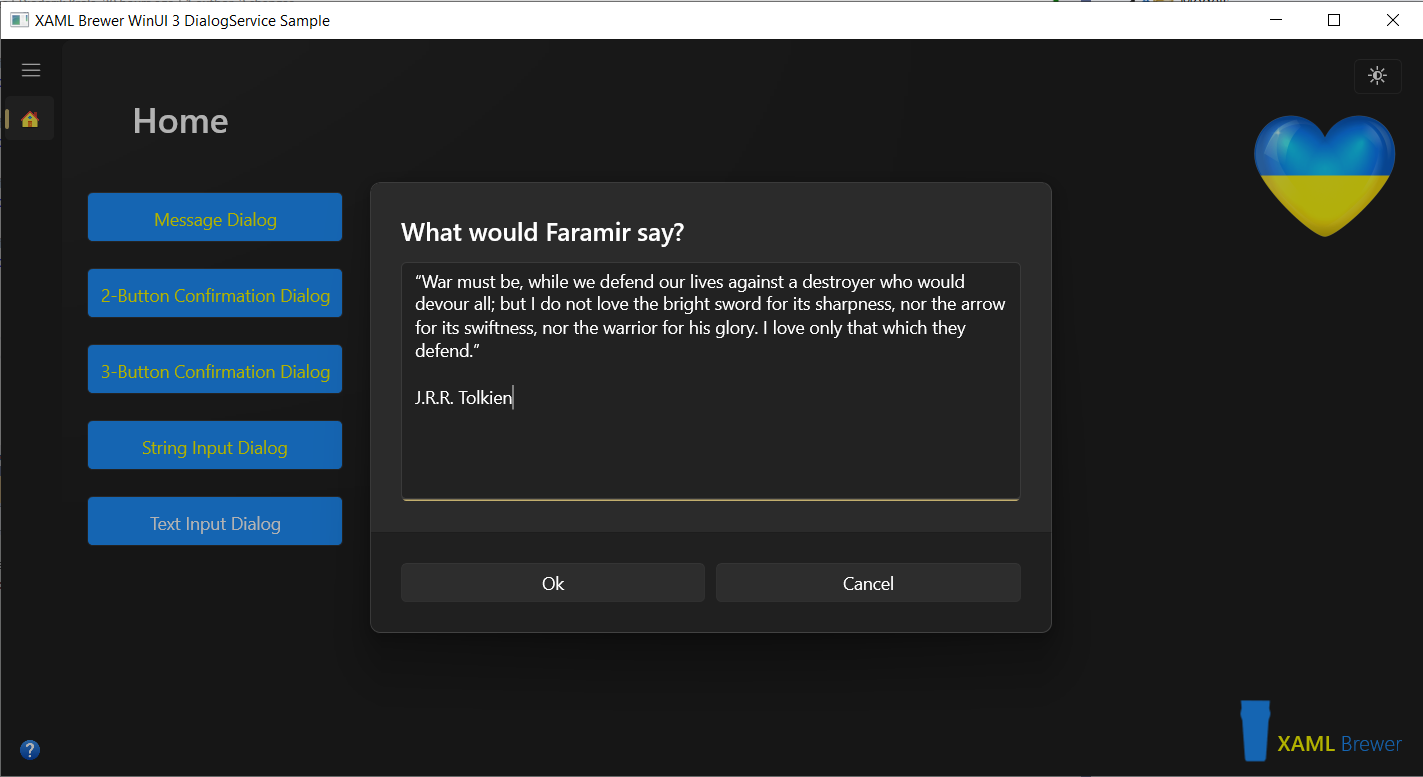 XAML Brewer WinUI 3 DialogService Sample
Home
Message Dialog
2-Button Confirmation Dialog
3-Button Confirmation Dialog
String Input Dialog
Text Input Dialog
What would Faramir say?
“War must be, while we defend our lives against a destroyer who would
devour all; but I do not love the bright sword for its sharpness, nor the arrow
for its swiftness, nor the warrior for his glory. I love only that which they
defend.”
J.R.R. Tolkien
Ok
Cancel
?
XAML Brewer